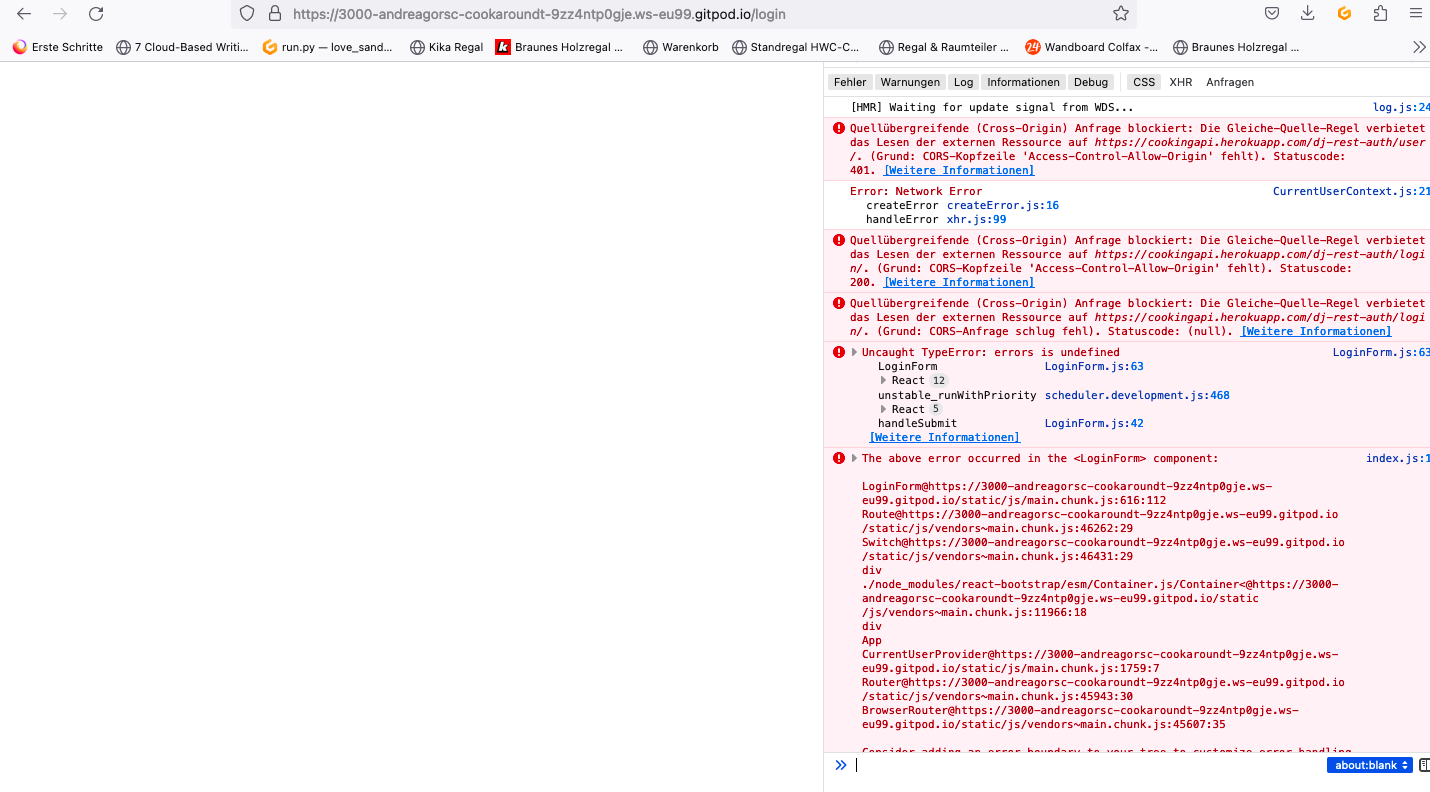 https://3000-andreagorsc-cookaroundt-9zz4ntp0gje.ws-eu99.gitpod.io/login
Erste Schritte 7 Cloud-Based Writi... run.py — love_sand... Kika Regal Braunes Holzregal ... Warenkorb Standregal HWC-C... Regal & Raumteiler ... Wandboard Colfax -... Braunes Holzregal ...
Fehler Warnungen Log Informationen Debug CSS XHR Anfragen
[HMR] Waiting for update signal from WDS... log.js:24
Quellübergreifende (Cross-Origin) Anfrage blockiert: Die Gleiche-Quelle-Regel verbietet
das Lesen der externen Ressource auf https://cookingapi.herokuapp.com/dj-rest-auth/user
/. (Grund: CORS-Kopfzeile 'Access-Control-Allow-Origin' fehlt). Statuscode:
401. [Weitere Informationen]
Error: Network Error CurrentUserContext.js:21
createError createError.js:16
handleError xhr.js:99
Quellübergreifende (Cross-Origin) Anfrage blockiert: Die Gleiche-Quelle-Regel verbietet
das Lesen der externen Ressource auf https://cookingapi.herokuapp.com/dj-rest-auth/logi
n/. (Grund: CORS-Kopfzeile 'Access-Control-Allow-Origin' fehlt). Statuscode:
200. [Weitere Informationen]
Quellübergreifende (Cross-Origin) Anfrage blockiert: Die Gleiche-Quelle-Regel verbietet
das Lesen der externen Ressource auf https://cookingapi.herokuapp.com/dj-rest-auth/logi
n/. (Grund: CORS-Anfrage schlug fehl). Statuscode: (null). [Weitere Informationen]
Uncaught TypeError: errors is undefined LoginForm.js:63
LoginForm LoginForm.js:63
React 12
unstable_runWithPriority scheduler.development.js:468
React 5
handleSubmit LoginForm.js:42
[Weitere Informationen]
The above error occurred in the <LoginForm> component: index.js:1
LoginForm@https://3000-andreagorsc-cookaroundt-9zz4ntp0gje.ws-
eu99.gitpod.io/static/js/main.chunk.js:616:112
Route@https://3000-andreagorsc-cookaroundt-9zz4ntp0gje.ws-eu99.gitpod.io
/static/js/vendors~main.chunk.js:46262:29
Switch@https://3000-andreagorsc-cookaroundt-9zz4ntp0gje.ws-eu99.gitpod.io
/static/js/vendors~main.chunk.js:46431:29
div
./node_modules/react-bootstrap/esm/Container.js/Container<@https://3000-
andreagorsc-cookaroundt-9zz4ntp0gje.ws-eu99.gitpod.io/static
/js/vendors~main.chunk.js:11966:18
div
App
CurrentUserProvider@https://3000-andreagorsc-cookaroundt-9zz4ntp0gje.ws-
eu99.gitpod.io/static/js/main.chunk.js:1759:7
Router@https://3000-andreagorsc-cookaroundt-9zz4ntp0gje.ws-eu99.gitpod.io
/static/js/vendors~main.chunk.js:45943:30
BrowserRouter@https://3000-andreagorsc-cookaroundt-9zz4ntp0gje.ws-
eu99.gitpod.io/static/js/vendors~main.chunk.js:45607:35
Consider adding an error boundary to your tree to customize error handling
about:blank